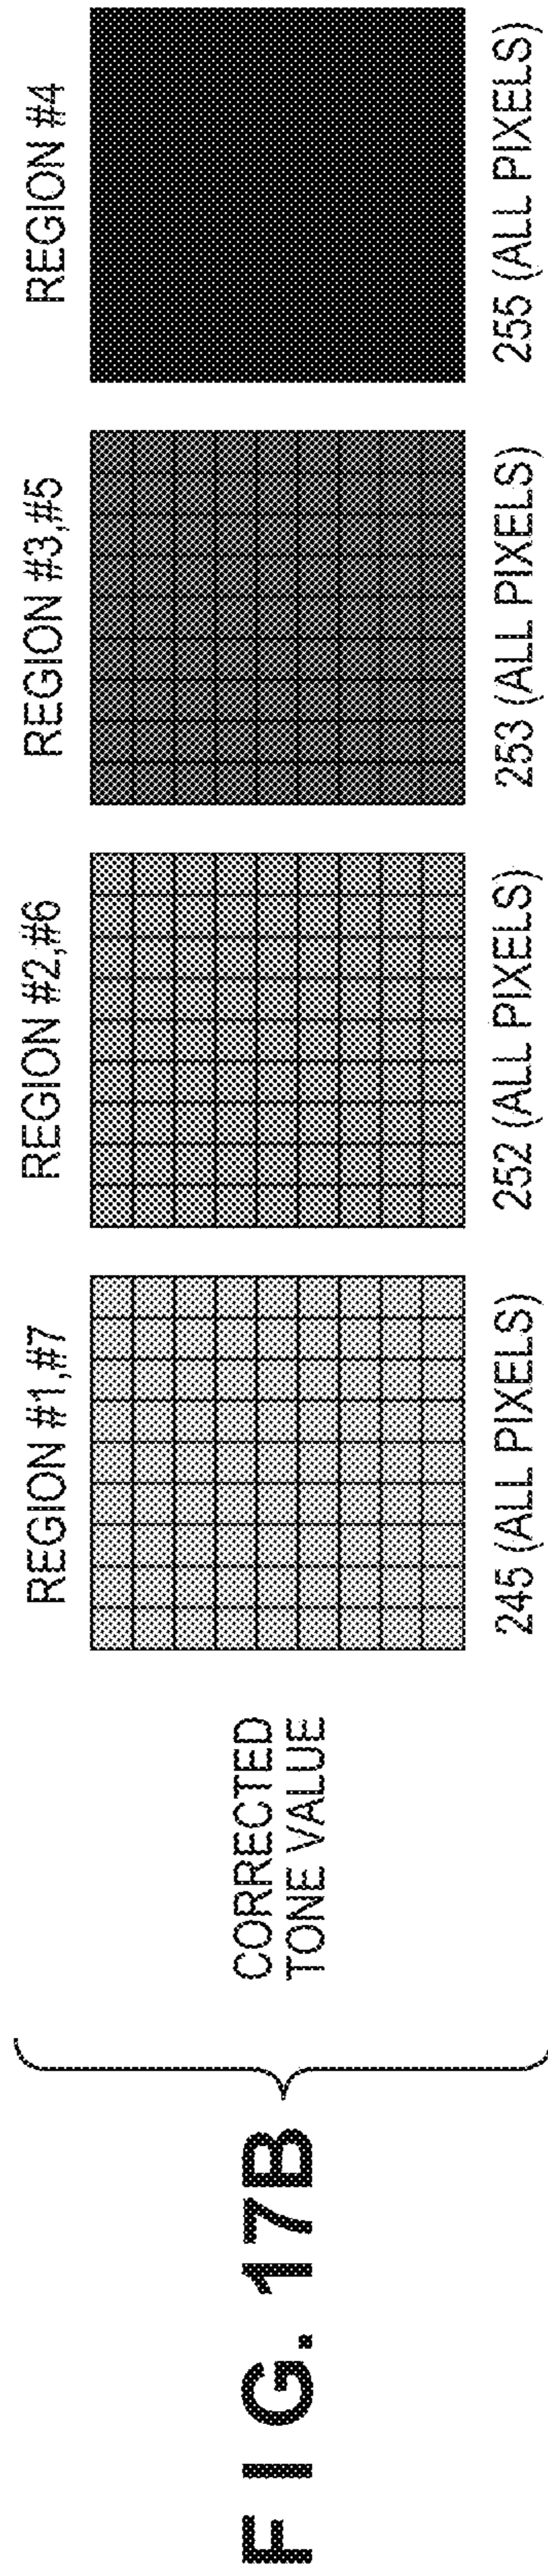 FIG. 17B
CORRECTED
TONE VALUE
REGION #1,#7
245 (ALL PIXELS)
REGION #2,#6
252 (ALL PIXELS)
REGION #3,#5
253 (ALL PIXELS)
REGION #4
255 (ALL PIXELS)